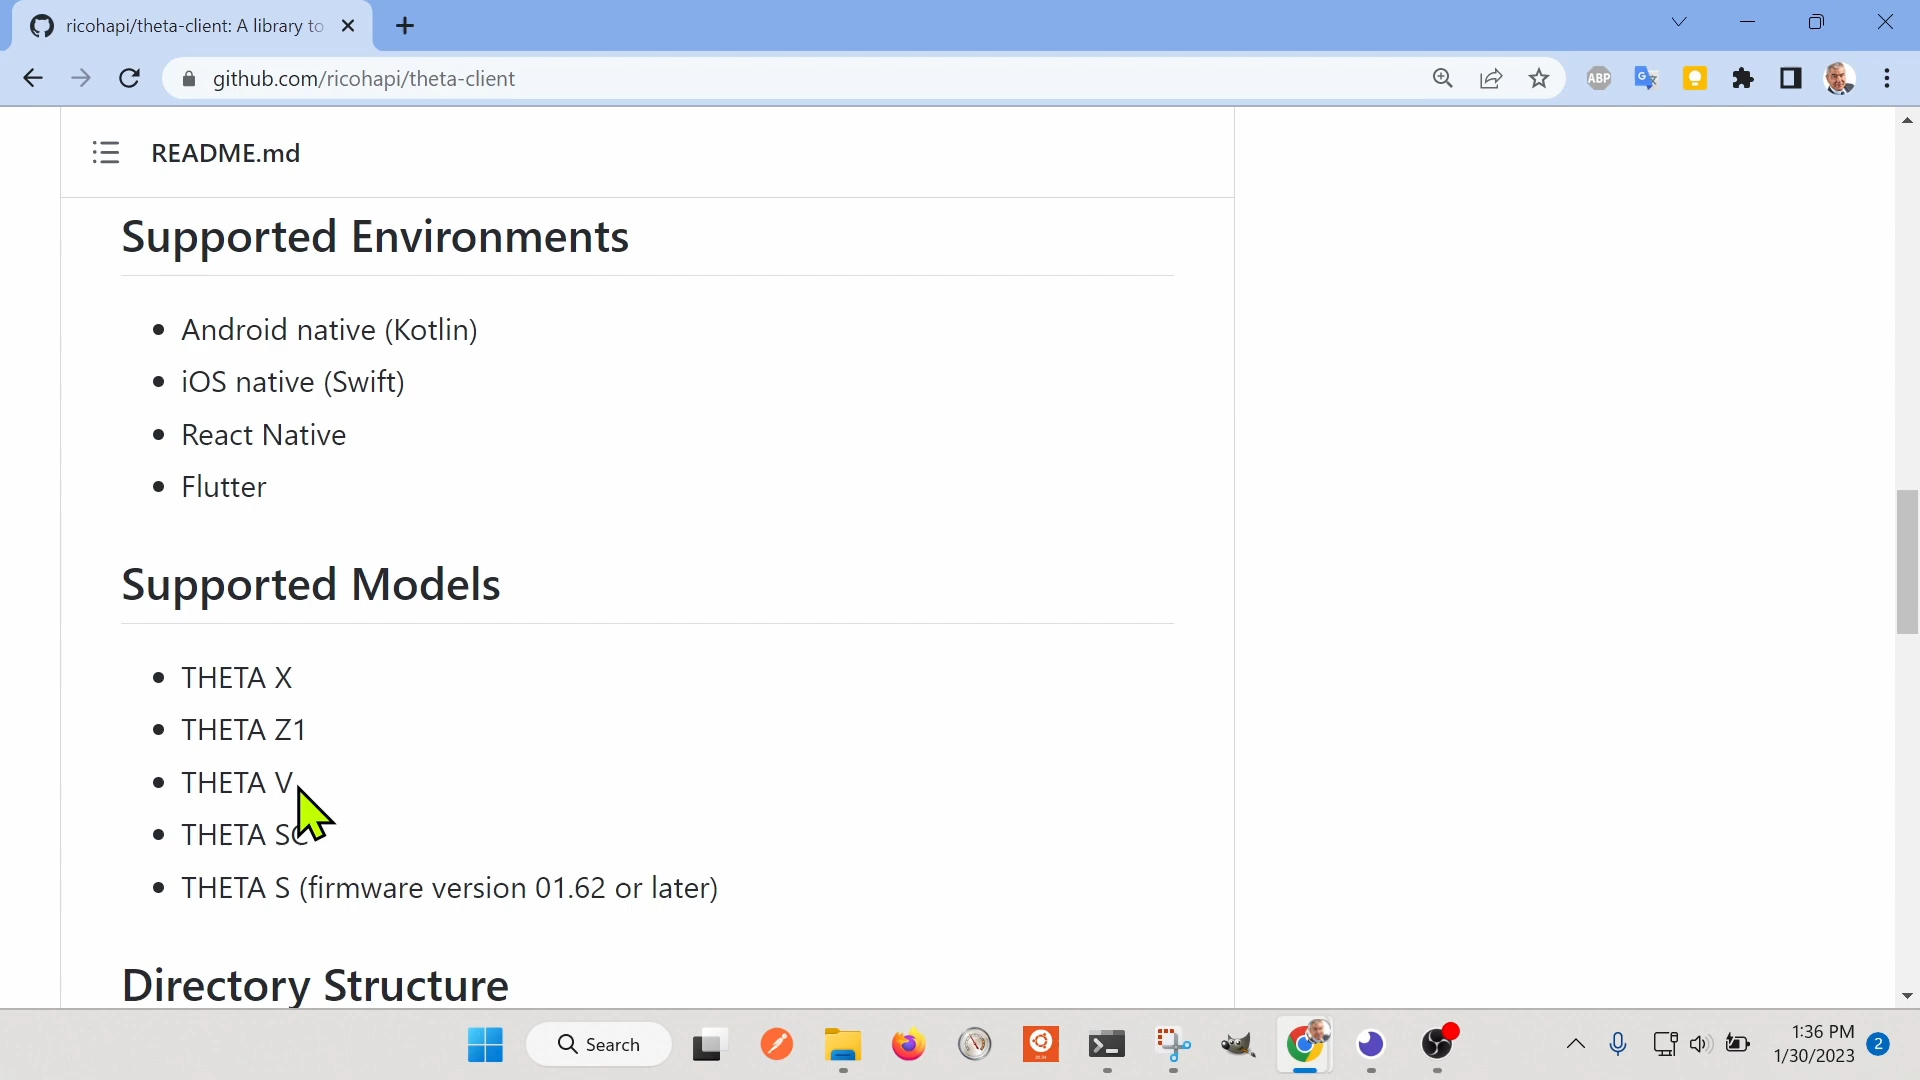 ricohapi/theta-client: A library to
github.com/ricohapi/theta-client
ABP
README.md
Supported Environments
Android native (Kotlin)
iOS native (Swift)
React Native
Flutter
Supported Models
THETA X
THETA Z1
THETA V
THETA SC
THETA S (firmware version 01.62 or later)
Directory Structure
Search
1:36 PM
1/30/2023
2